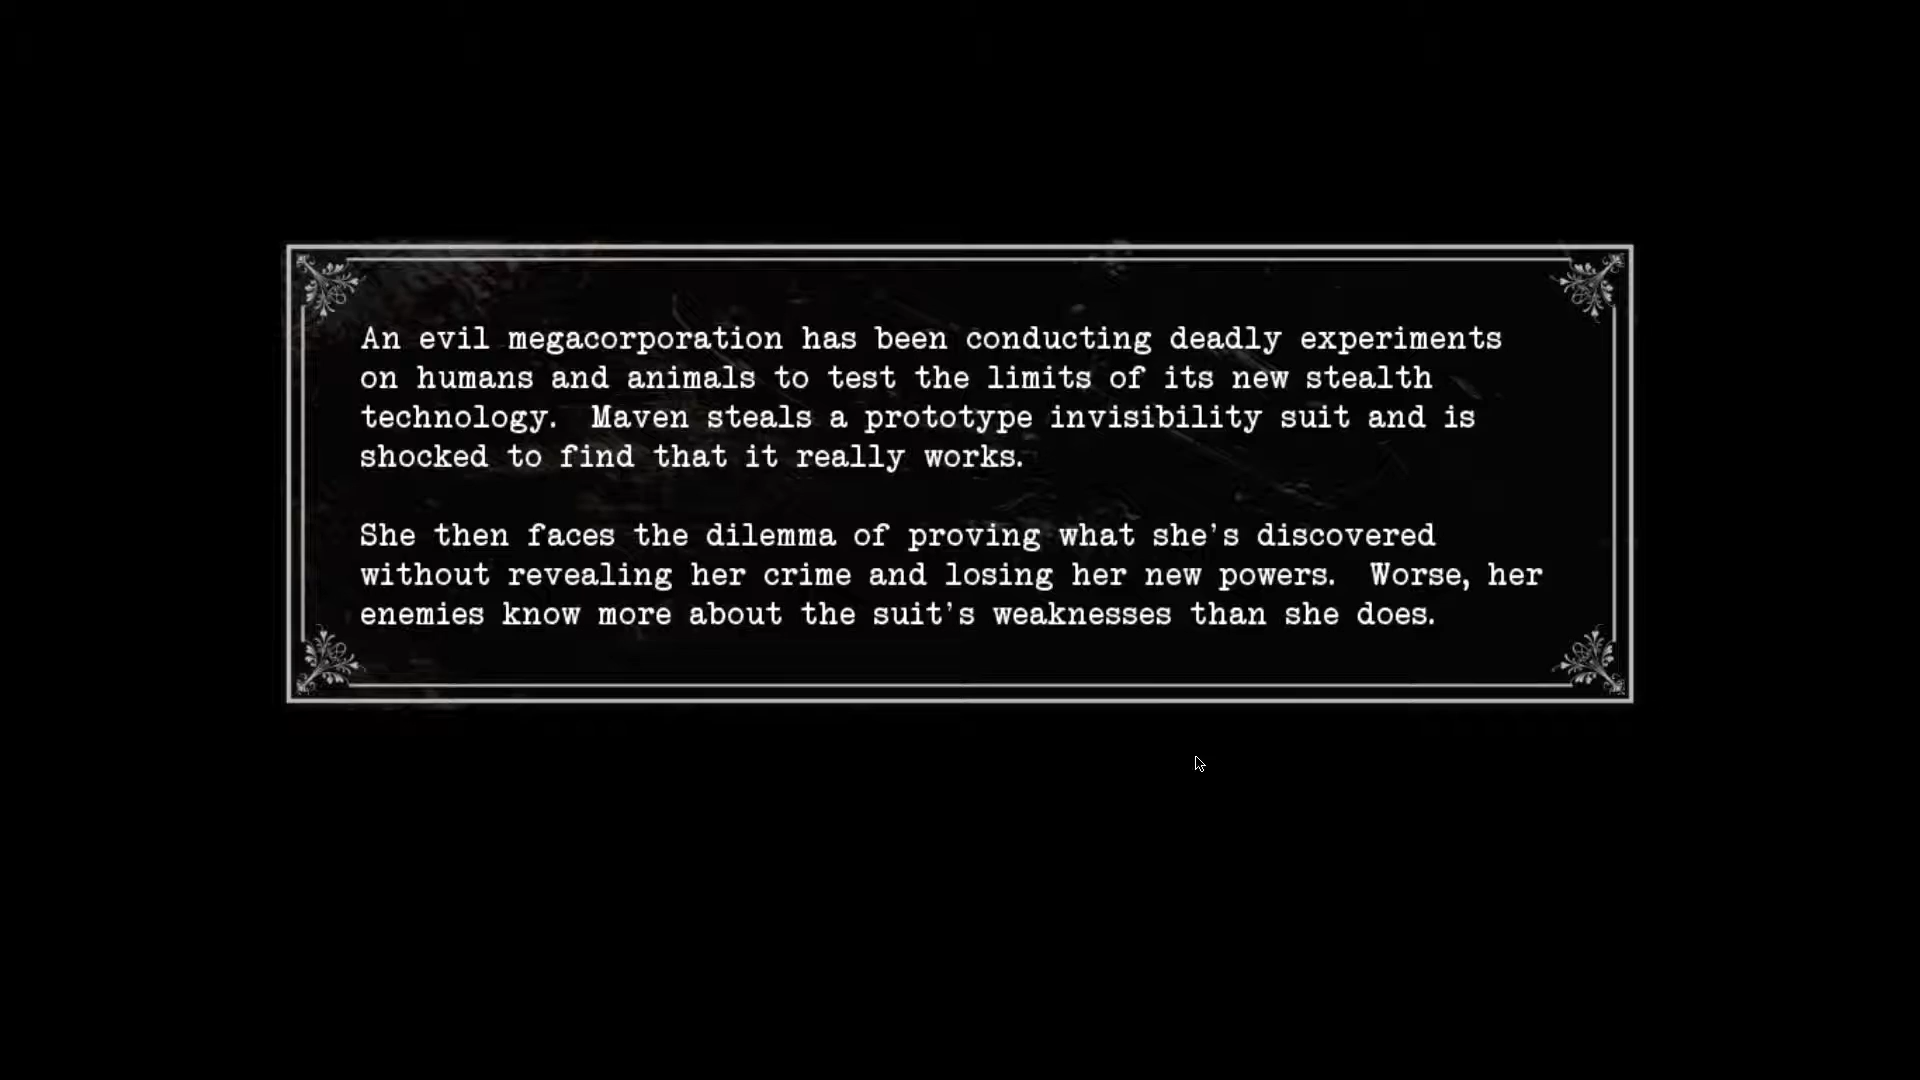 An evil megacorporation has been conducting deadly experiments
on humans and animals to test the limits of its new stealth
technology.  Maven steals a prototype invisibility suit and is
shocked to find that it really works.

She then faces the dilemma of proving what she's discovered
without revealing her crime and losing her new powers.  Worse, her
enemies know more about the suit's weaknesses than she does.